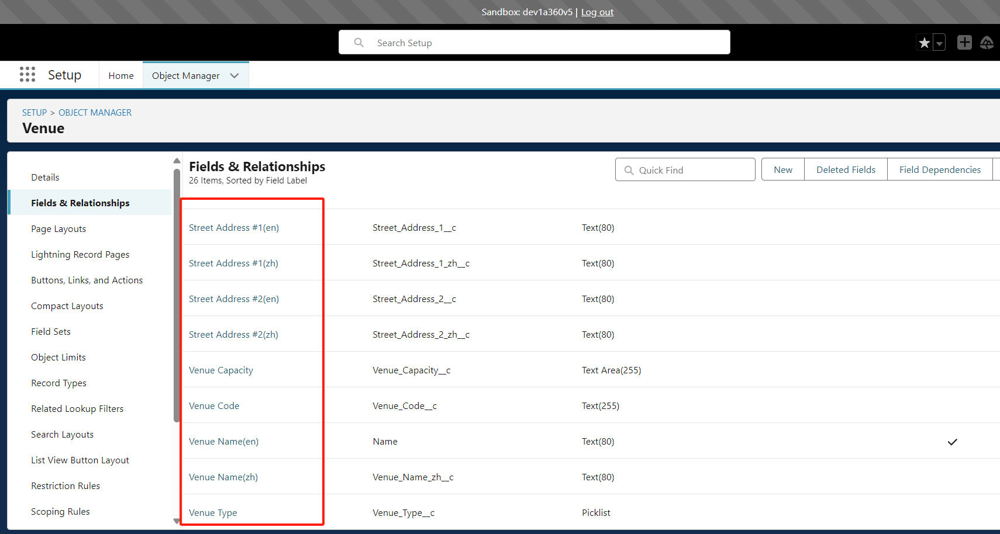 Sandbox: dev1a360v5 | Log out
Search Setup
Setup
Home
Object Manager
SETUP > OBJECT MANAGER
Venue
Details
Fields & Relationships
Page Layouts
Lightning Record Pages
Buttons, Links, and Actions
Compact Layouts
Field Sets
Object Limits
Record Types
Related Lookup Filters
Search Layouts
List View Button Layout
Restriction Rules
Scoping Rules
Fields & Relationships
26 Items, Sorted by Field Label
Quick Find
New
Deleted Fields
Field Dependencies
Street Address #1(en) Street_Address_1__c Text(80)
Street Address #1(zh) Street_Address_1_zh__c Text(80)
Street Address #2(en) Street_Address_2__c Text(80)
Street Address #2(zh) Street_Address_2_zh__c Text(80)
Venue Capacity Venue_Capacity__c Text Area(255)
Venue Code Venue_Code__c Text(255)
Venue Name(en) Name Text(80)
Venue Name(zh) Venue_Name_zh__c Text(80)
Venue Type Venue_Type__c Picklist